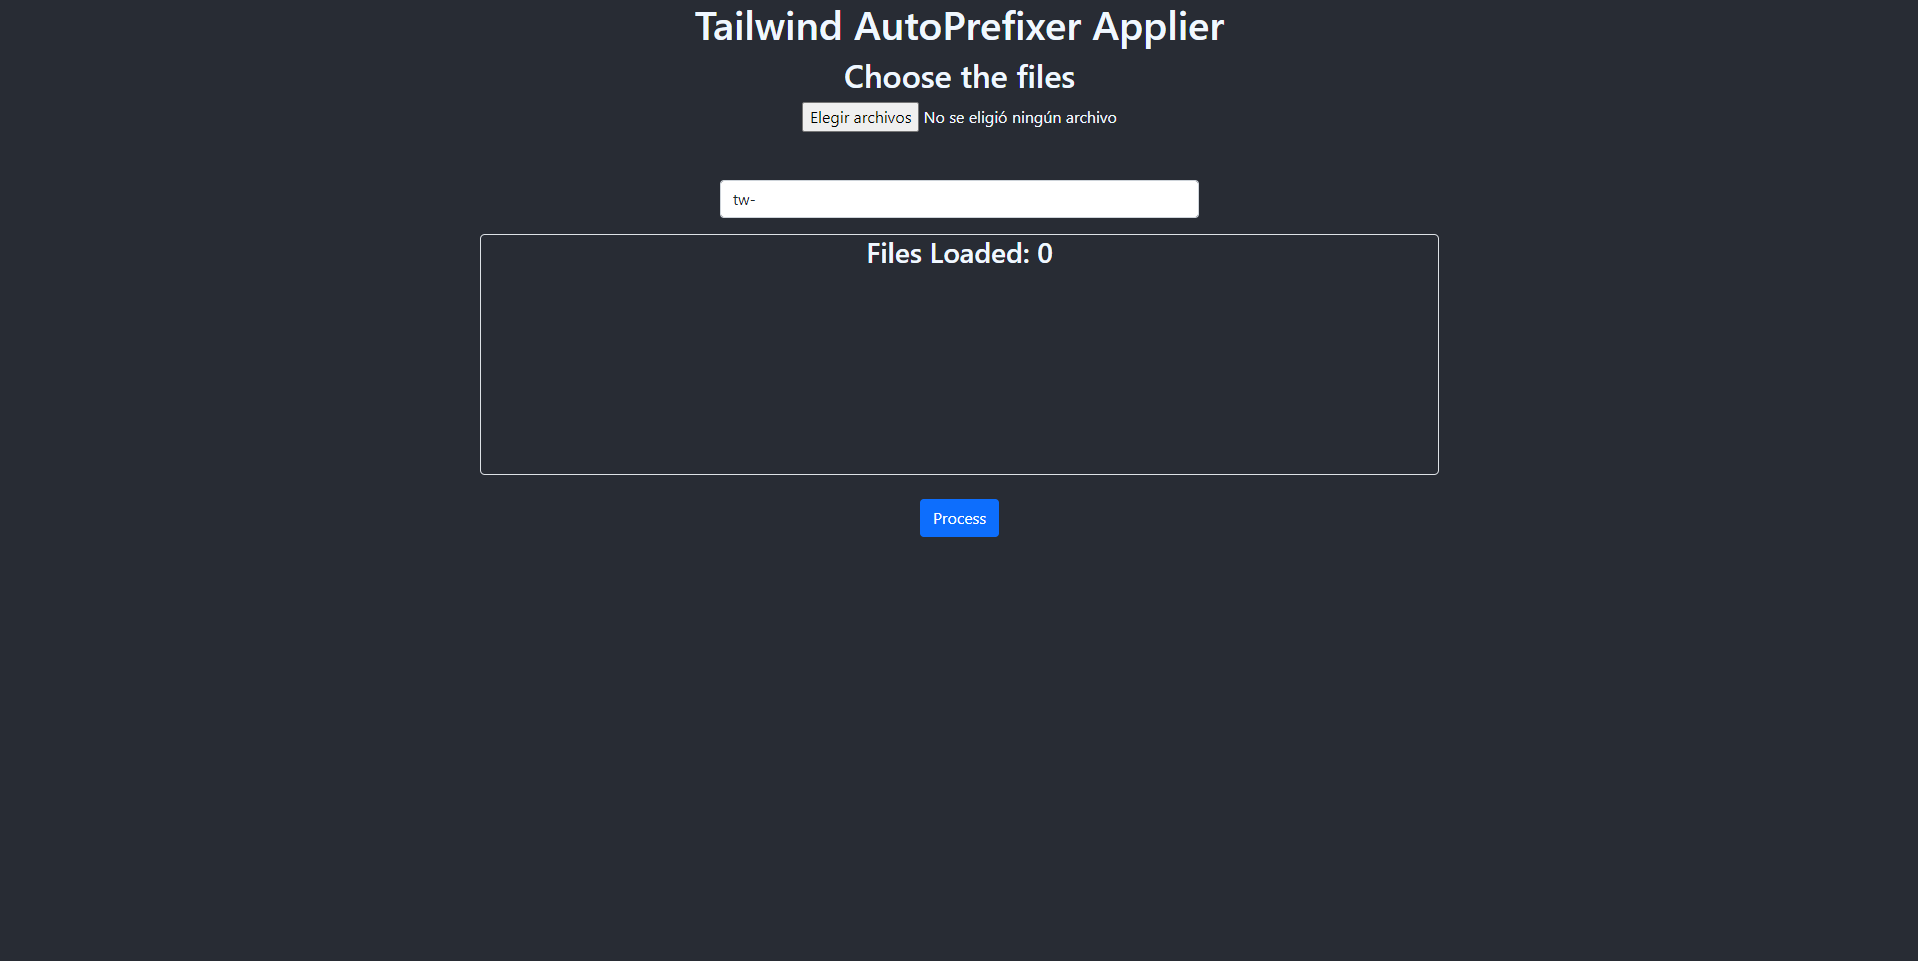 Tailwind AutoPrefixer Applier
Choose the files
Elegir archivos No se eligió ningún archivo
tw-
Files Loaded: 0
Process